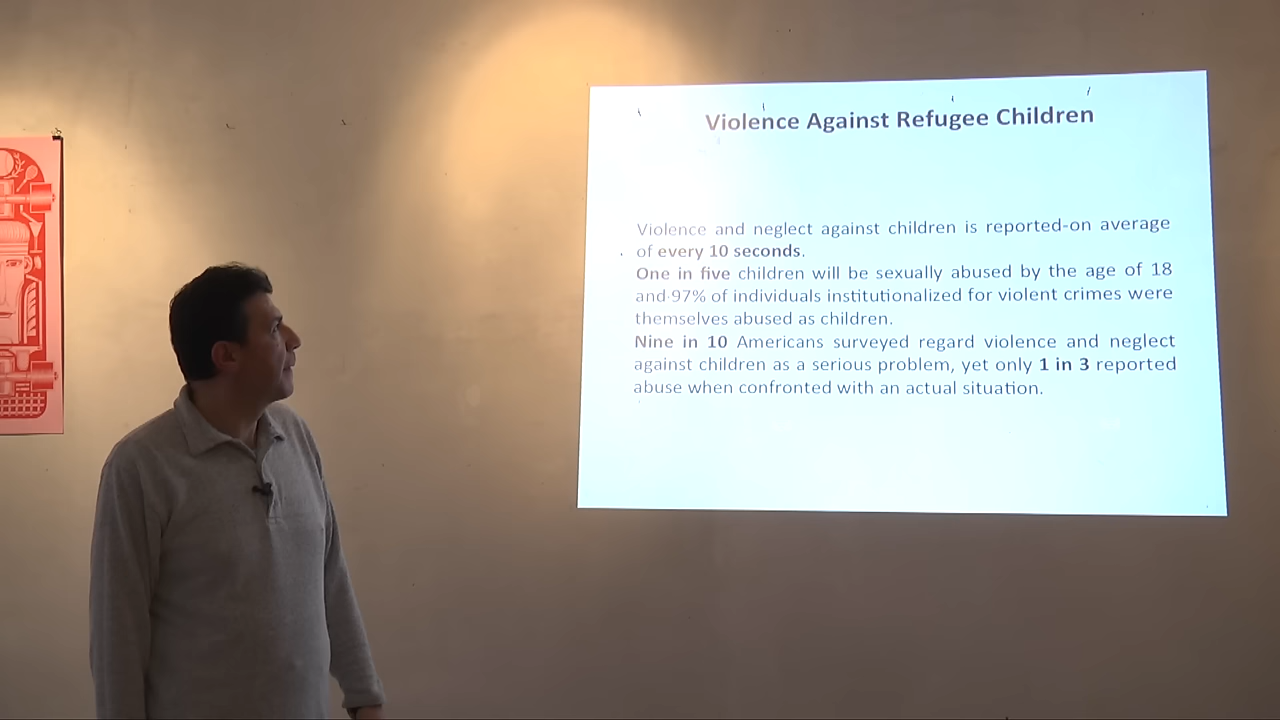 Violence Against Refugee Children
Violence and neglect against children is reported-on average
of every 10 seconds.
One in five children will be sexually abused by the age of 18
and 97% of individuals institutionalized for violent crimes were
themselves abused as children.
Nine in 10 Americans surveyed regard violence and neglect
against children as a serious problem, yet only 1 in 3 reported
abuse when confronted with an actual situation.